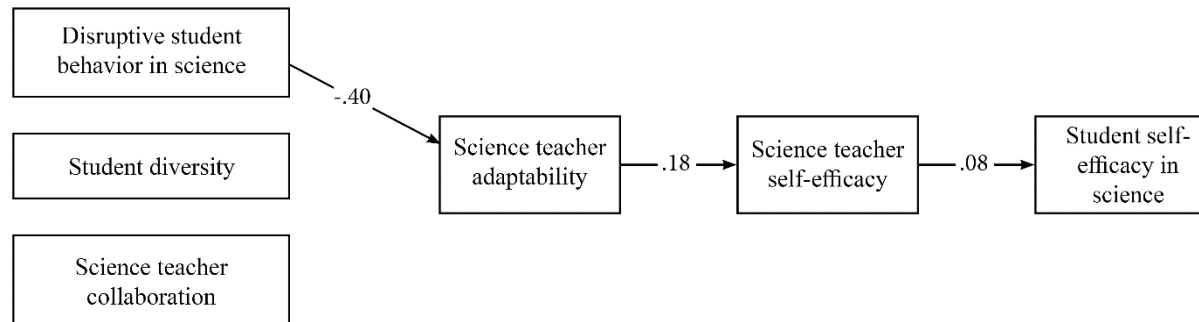 Disruptive student
behavior in science
-.40
Student diversity
Science teacher
adaptability
.18
Science teacher
self-efficacy
.08
Student self-
efficacy in
science
Science teacher
collaboration